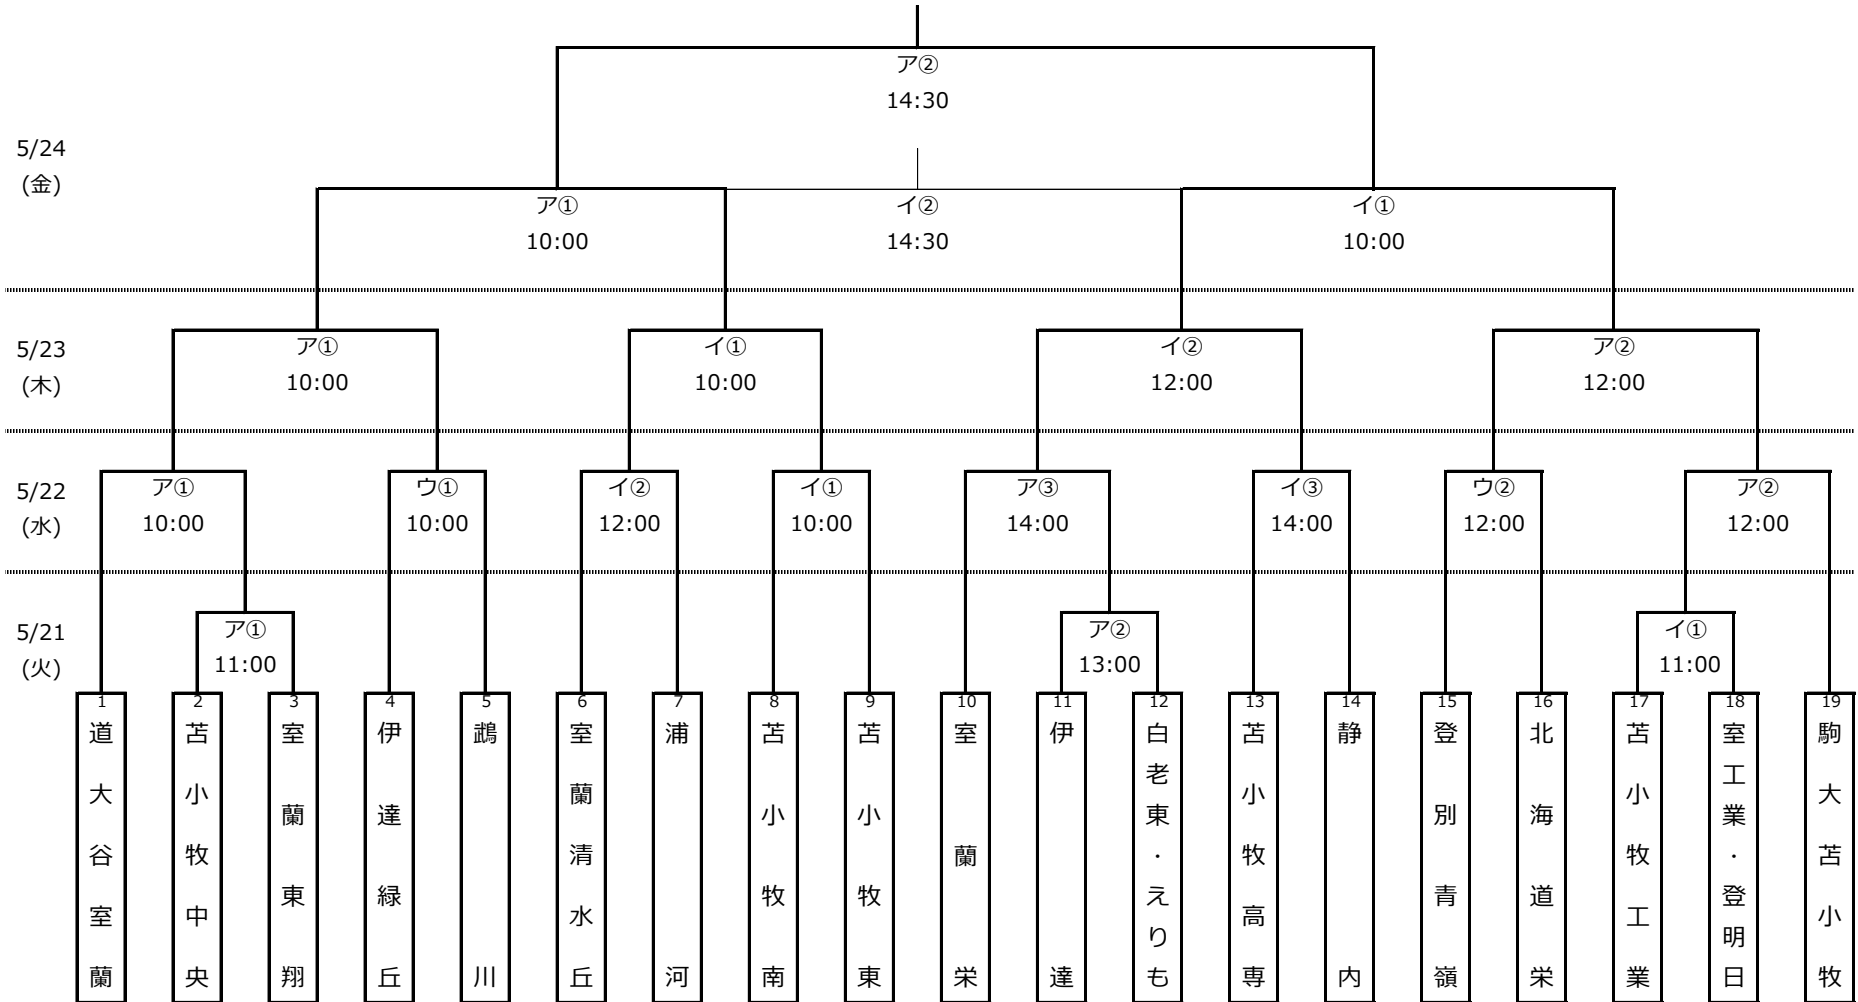 ア②
14:30
5/24
(金)
ア①
イ②
イ①
10:00
14:30
10:00
5/23
(木)
ア①
イ①
イ②
ア②
10:00
10:00
12:00
12:00
5/22
(水)
ア①
ウ①
イ②
イ①
ア③
イ③
ウ②
ア②
10:00
10:00
12:00
10:00
14:00
14:00
12:00
12:00
5/21
(火)
ア①
ア②
イ①
11:00
13:00
11:00
1
道大谷室蘭
2
苫小牧中央
3
室蘭東翔
4
伊達緑丘
5
鵡川
6
室蘭清水丘
7
浦河
8
苫小牧南
9
苫小牧東
10
室蘭栄
11
伊達
12
白老東・えりも
13
苫小牧高専
14
静内
15
登別青嶺
16
北海道栄
17
苫小牧工業
18
室工業・登明日
19
駒大苫小牧